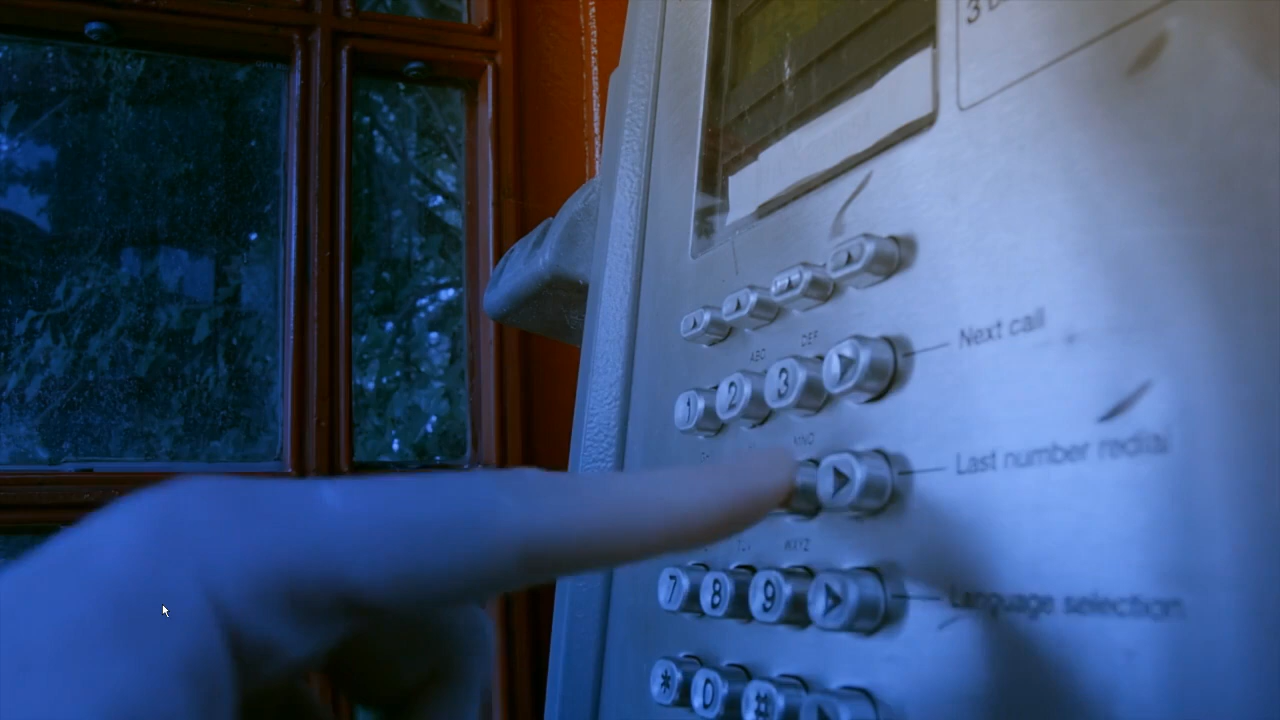 3
ABC DEF
1 2 3
Next call
MNO
Last number redial
WXYZ
7 8 9
Language selection
* 0 #